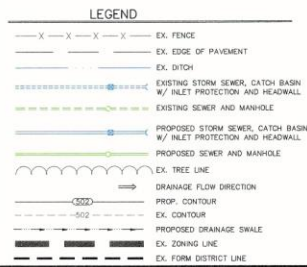 LEGEND
X X X X EX. FENCE
EX. EDGE OF PAVEMENT
EX. DITCH
EXISTING STORM SEWER, CATCH BASIN
W/ INLET PROTECTION AND HEADWALL
EXISTING SEWER AND MANHOLE
PROPOSED STORM SEWER, CATCH BASIN
W/ INLET PROTECTION AND HEADWALL
PROPOSED SEWER AND MANHOLE
EX. TREE LINE
DRAINAGE FLOW DIRECTION
502 PROP. CONTOUR
502 EX. CONTOUR
PROPOSED DRAINAGE SWALE
EX. ZONING LINE
EX. FORM DISTRICT LINE